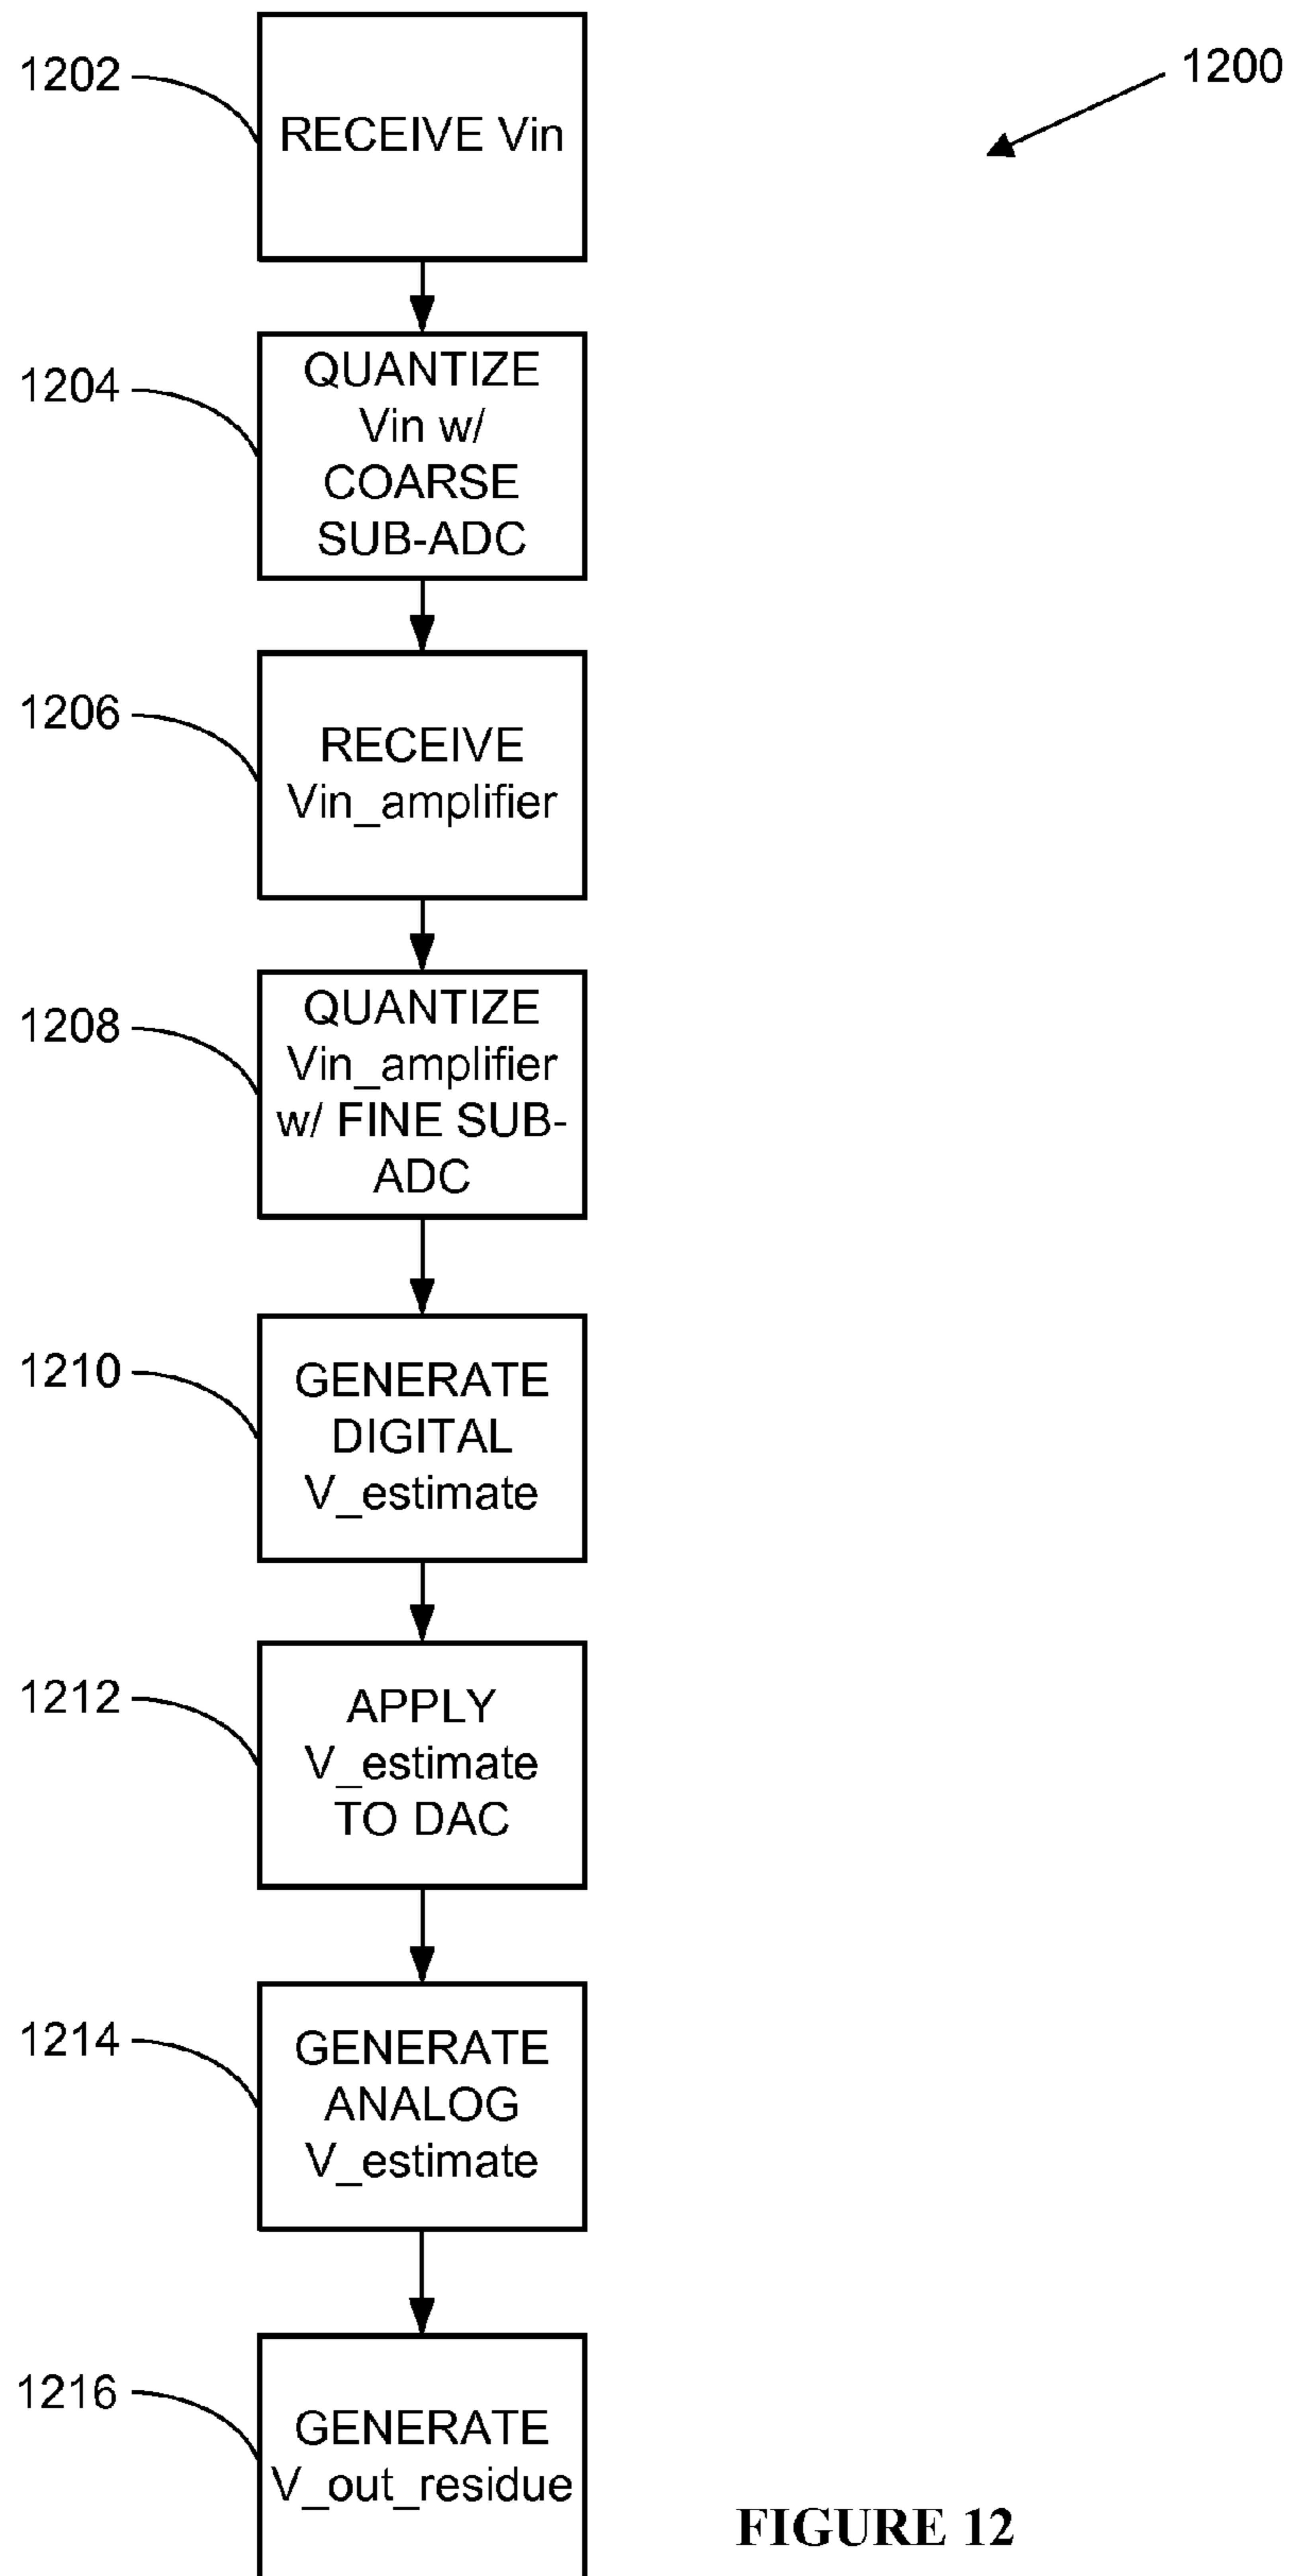 1200
1202
RECEIVE Vin
1204
QUANTIZE
Vin w/
COARSE
SUB-ADC
1206
RECEIVE
Vin_amplifier
1208
QUANTIZE
Vin_amplifier
w/ FINE SUB-
ADC
1210
GENERATE
DIGITAL
V_estimate
1212
APPLY
V_estimate
TO DAC
1214
GENERATE
ANALOG
V_estimate
1216
GENERATE
V_out_residue
FIGURE 12